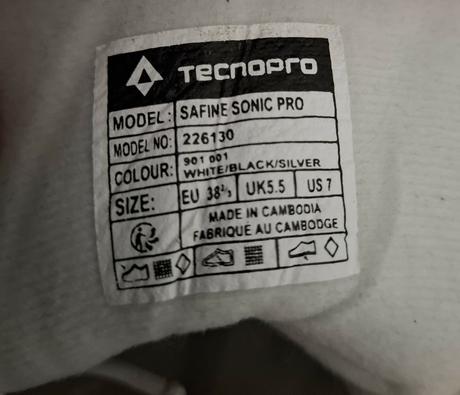 TECNOPRO
MODEL: SAFINE SONIC PRO
MODEL NO: 226130
COLOUR: 901 001
WHITE/BLACK/SILVER
SIZE: EU 38⅔ UK5.5 US 7
MADE IN CAMBODIA
FABRIQUÉ AU CAMBODGE